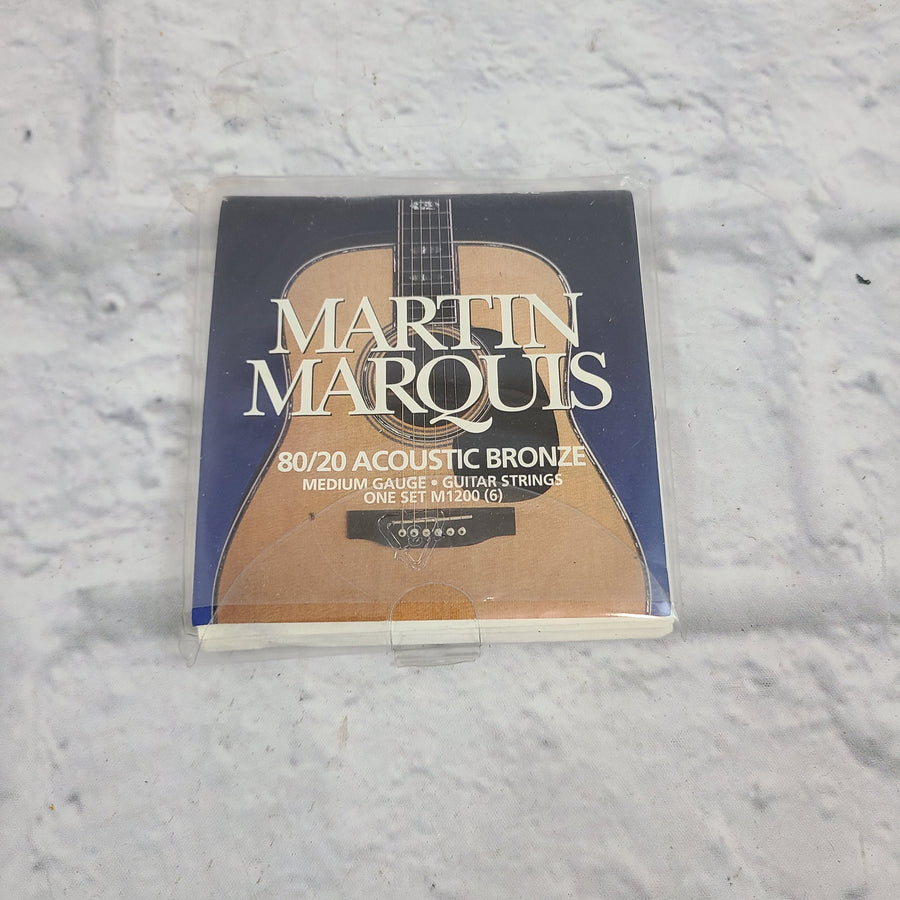 MARTIN
MARQUIS
80/20 ACOUSTIC BRONZE
MEDIUM GAUGE • GUITAR STRINGS
ONE SET M1200 (6)